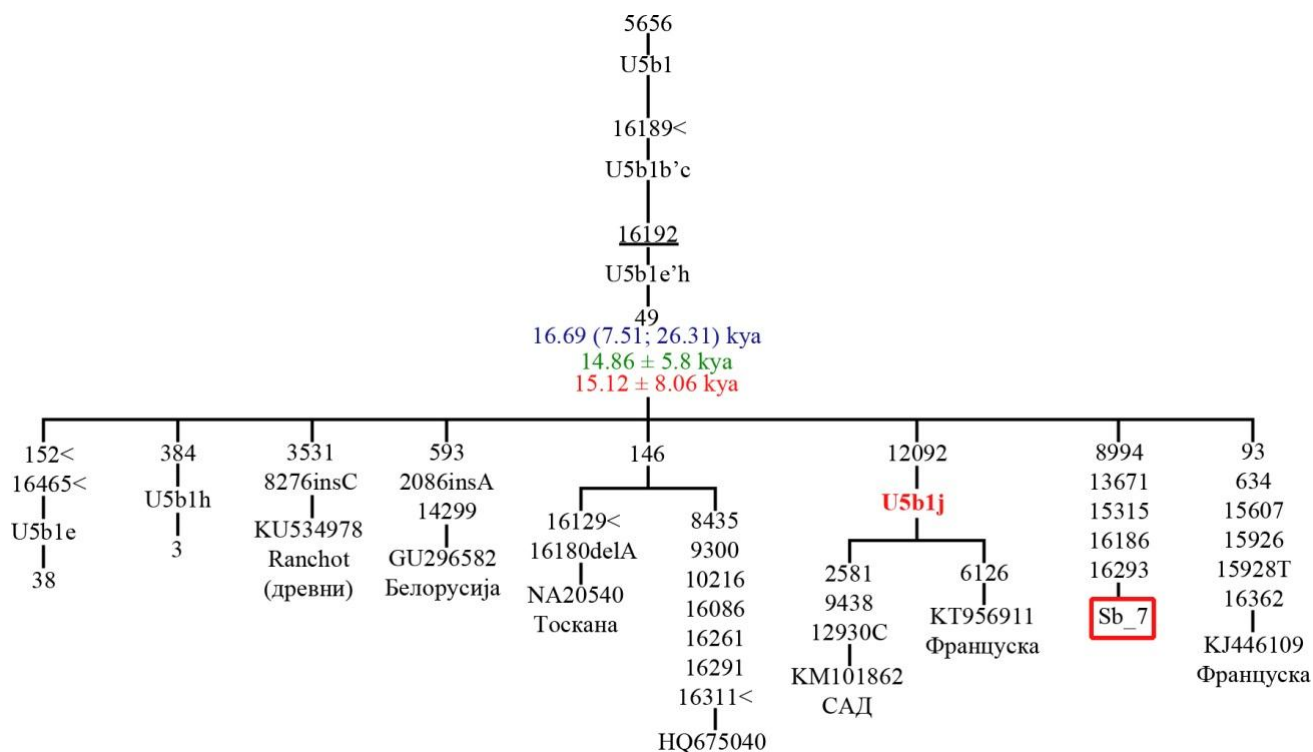 5656
U5b1
16189<
U5b1b’c
16192
U5b1e’h
49
16.69 (7.51; 26.31) kya
14.86 ± 5.8 kya
15.12 ± 8.06 kya
152<
16465<
U5b1e
38
384
U5b1h
3
3531
8276insC
KU534978
Ranchot
(древни)
593
2086insA
14299
GU296582
Белорусија
146
16129<
16180delA
NA20540
Тоскана
8435
9300
10216
16086
16261
16291
16311<
HQ675040
12092
U5b1j
2581
9438
12930C
KM101862
САД
6126
KT956911
Француска
8994
13671
15315
16186
16293
Sb_7
93
634
15607
15926
15928T
16362
KJ446109
Француска